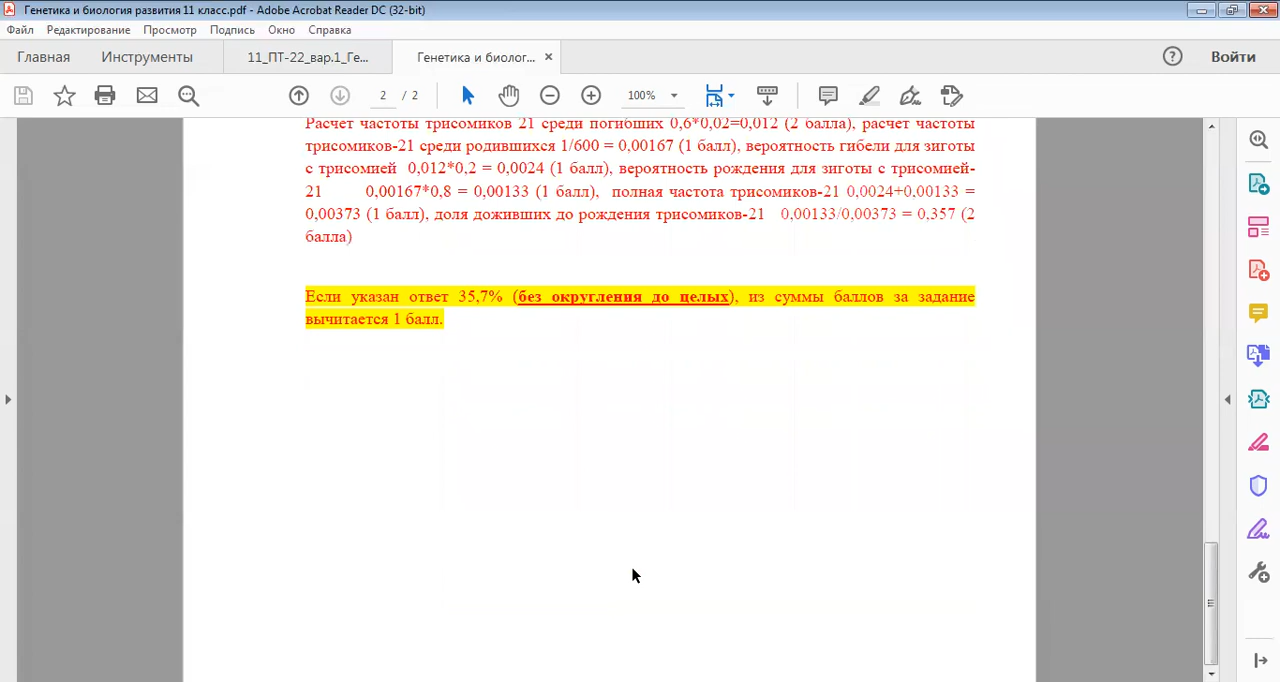 Генетика и биология развития 11 класс.pdf - Adobe Acrobat Reader DC (32-bit)
Файл Редактирование Просмотр Подпись Окно Справка
Главная Инструменты 11_ПТ-22_вар.1_Ге... Генетика и биолог... × Войти
2 / 2 100%
Расчет частоты трисомиков 21 среди погибших 0,6*0,02=0,012 (2 балла), расчет частоты
трисомиков-21 среди родившихся 1/600 = 0,00167 (1 балл), вероятность гибели для зиготы
с трисомией 0,012*0,2 = 0,0024 (1 балл), вероятность рождения для зиготы с трисомией-
21 0,00167*0,8 = 0,00133 (1 балл), полная частота трисомиков-21 0,0024+0,00133 =
0,00373 (1 балл), доля доживших до рождения трисомиков-21 0,00133/0,00373 = 0,357 (2
балла)
Если указан ответ 35,7% (без округления до целых), из суммы баллов за задание
вычитается 1 балл.